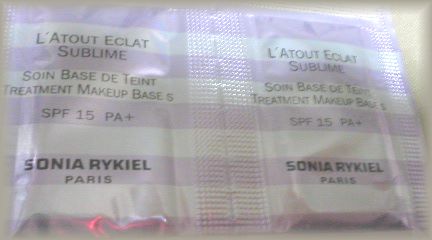 L'ATOUT ECLAT
SUBLIME
SOIN BASE DE TEINT
TREATMENT MAKEUP BASE S
SPF 15 PA+
SONIA RYKIEL
PARIS
L'ATOUT ECLAT
SUBLIME
SOIN BASE DE TEINT
TREATMENT MAKEUP BASE S
SPF 15 PA+
SONIA RYKIEL
PARIS